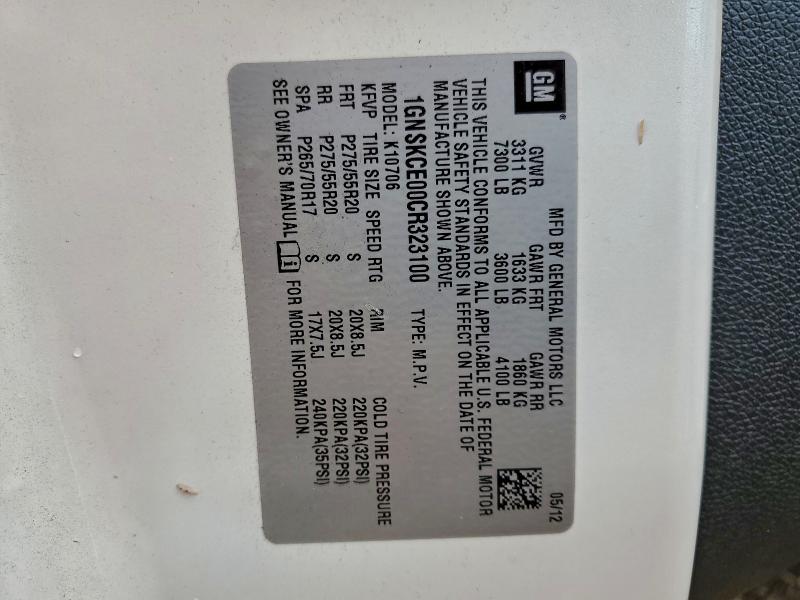 GM®
MFD BY GENERAL MOTORS LLC 05/12
GVWR GAWR FRT GAWR RR
3311 KG 1633 KG 1860 KG
7300 LB 3600 LB 4100 LB
THIS VEHICLE CONFORMS TO ALL APPLICABLE U.S. FEDERAL MOTOR
VEHICLE SAFETY STANDARDS IN EFFECT ON THE DATE OF
MANUFACTURE SHOWN ABOVE.
1GNSKCE00CR323100 TYPE: M.P.V.
MODEL: K10706
KFVP TIRE SIZE SPEED RTG RIM COLD TIRE PRESSURE
FRT P275/55R20 S 20X8.5J 220KPA(32PSI)
RR P275/55R20 S 20X8.5J 220KPA(32PSI)
SPA P265/70R17 S 17X7.5J 240KPA(35PSI)
SEE OWNER'S MANUAL i FOR MORE INFORMATION.